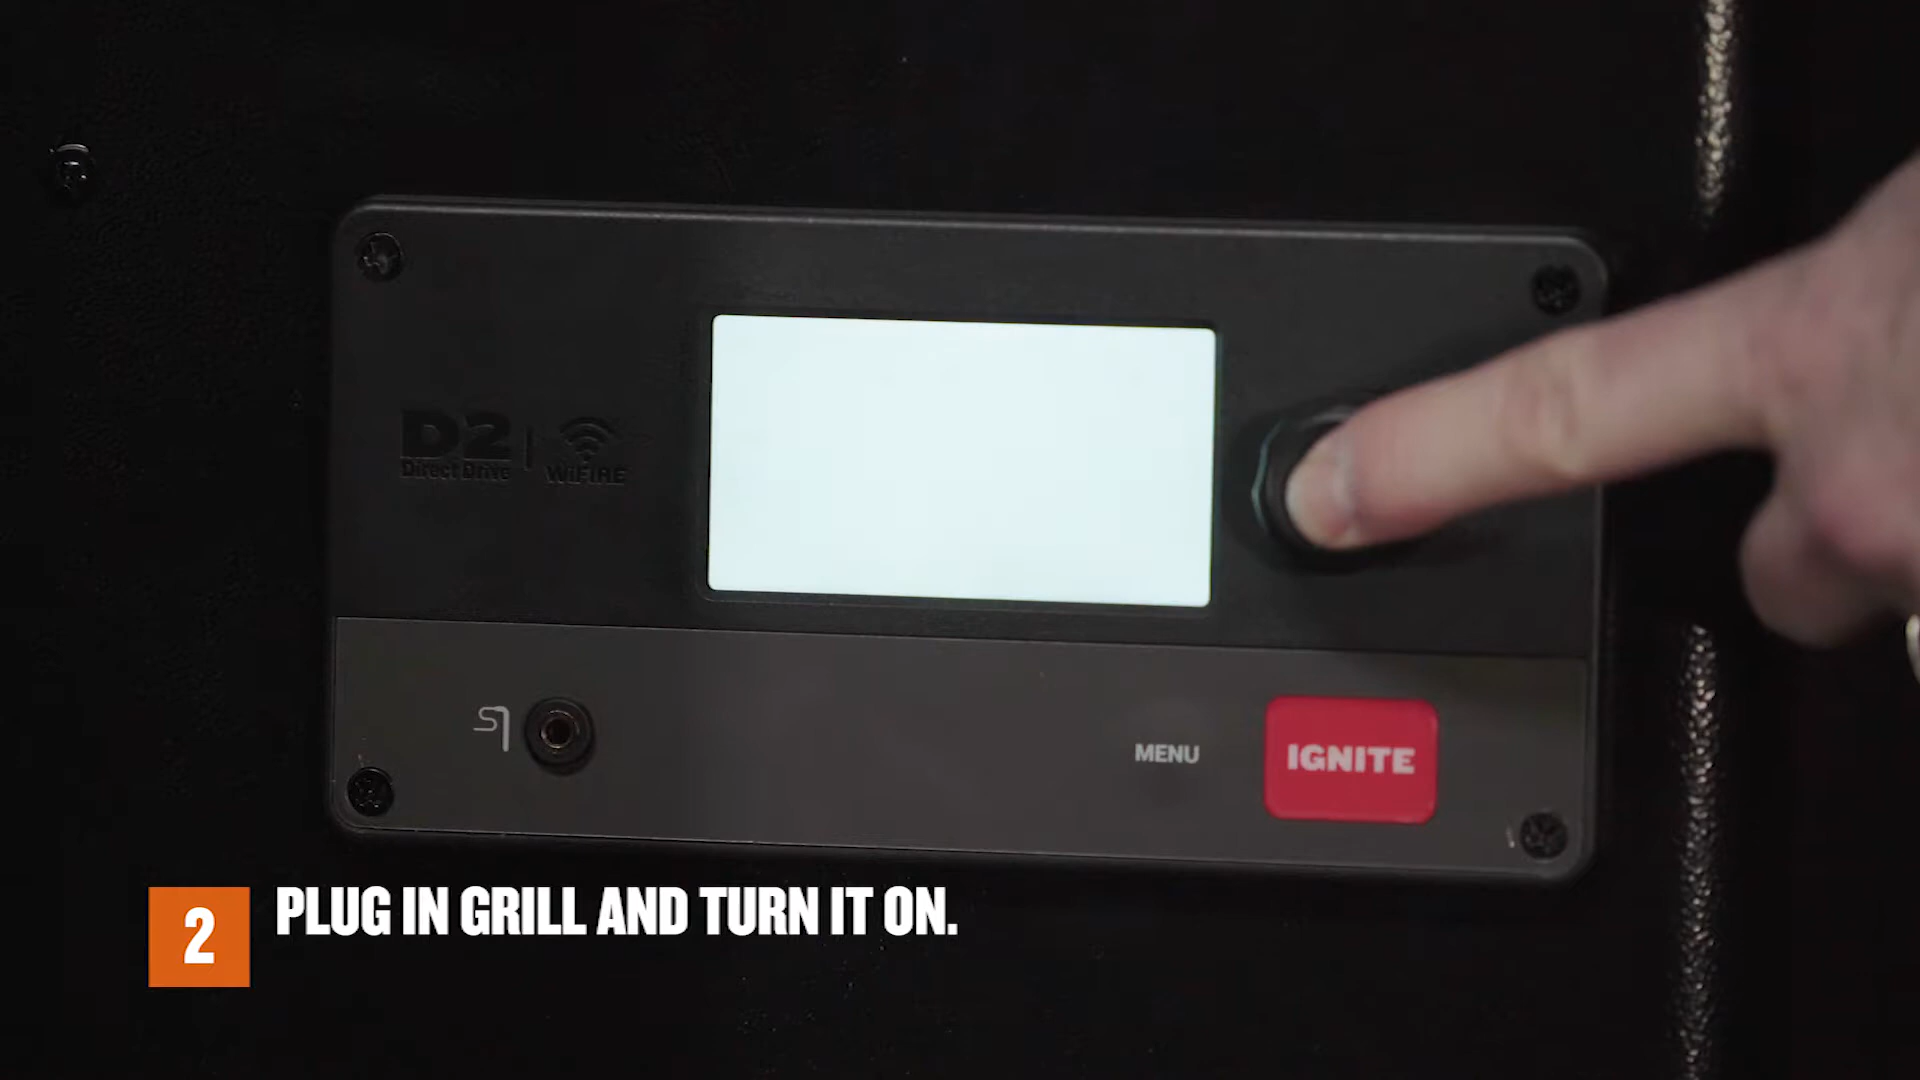 D2
Direct Drive
WiFIRE
MENU
IGNITE
2
PLUG IN GRILL AND TURN IT ON.